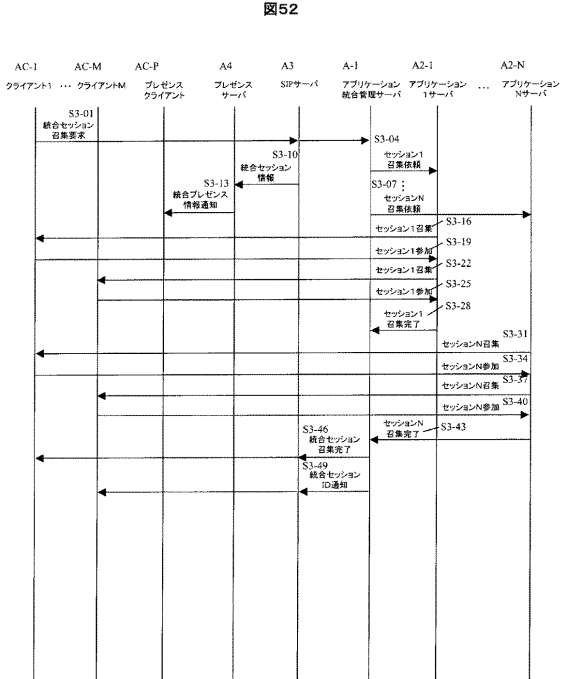 図52
AC-1 AC-M AC-P A4 A3 A-1 A2-1 A2-N
クライアント1 … クライアントM プレゼンス プレゼンス SIPサーバ アプリケーション アプリケーション … アプリケーション
クライアント サーバ 統合管理サーバ 1サーバ Nサーバ
S3-01
統合セッション
召集要求
S3-04
セッション1
召集依頼
S3-10
統合セッション
情報
S3-07
セッションN
召集依頼
S3-13
統合プレゼンス
情報通知
セッション1召集 S3-16
セッション1参加 S3-19
セッション1召集 S3-22
セッション1参加 S3-25
S3-28
セッション1
召集完了
S3-31
セッションN召集
S3-34
セッションN参加
S3-37
セッションN召集
S3-40
セッションN参加
セッションN
召集完了 S3-43
S3-46
統合セッション
召集完了
S3-49
統合セッション
ID通知